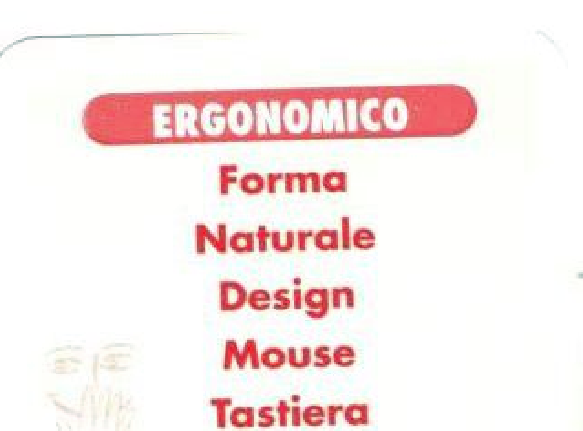 ERGONOMICO
Forma
Naturale
Design
Mouse
Tastiera